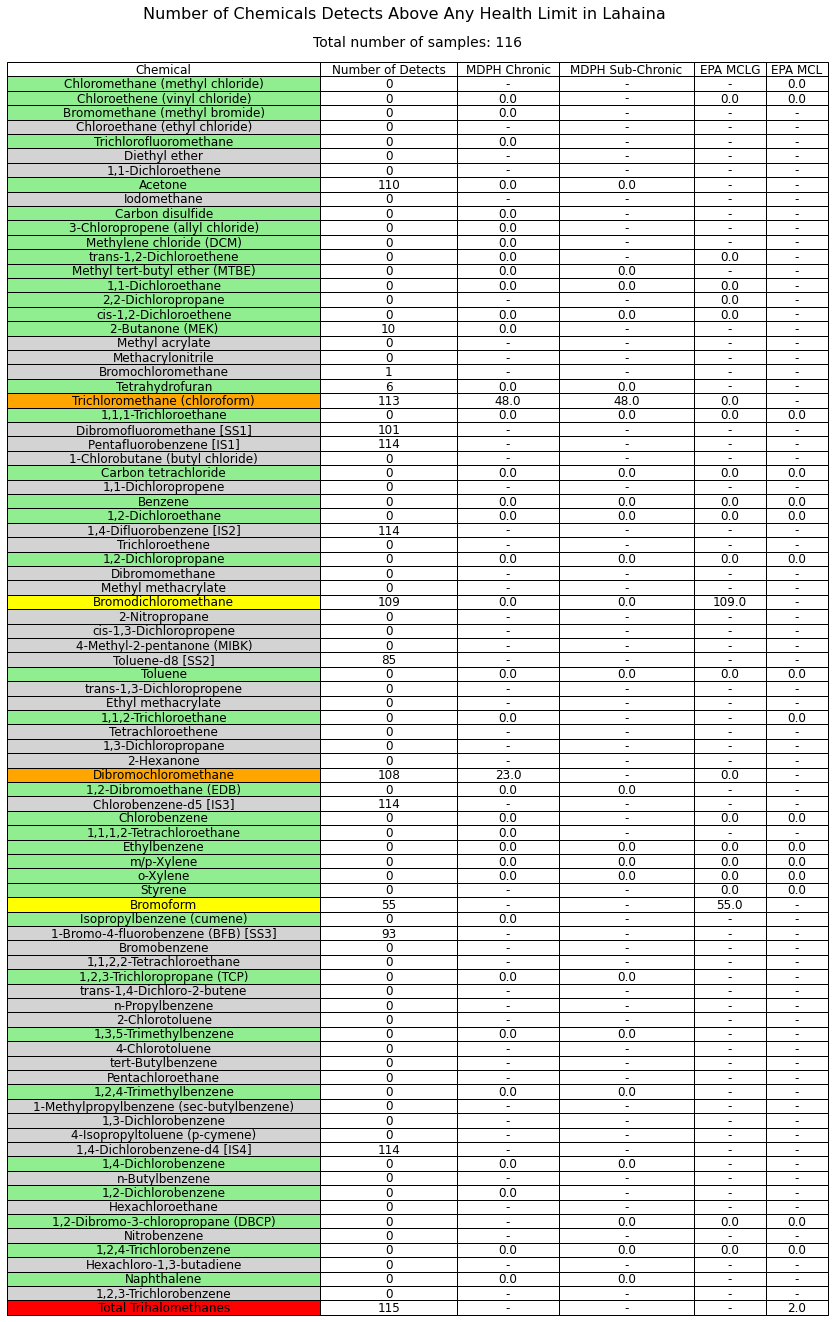 Number of Chemicals Detects Above Any Health Limit in Lahaina
Total number of samples: 116
Chemical Number of Detects MDPH Chronic MDPH Sub-Chronic EPA MCLG EPA MCL
Chloromethane (methyl chloride) 0 - - - 0.0
Chloroethene (vinyl chloride) 0 0.0 - 0.0 0.0
Bromomethane (methyl bromide) 0 0.0 - - -
Chloroethane (ethyl chloride) 0 - - - -
Trichlorofluoromethane 0 0.0 - - -
Diethyl ether 0 - - - -
1,1-Dichloroethene 0 - - - -
Acetone 110 0.0 0.0 - -
Iodomethane 0 - - - -
Carbon disulfide 0 0.0 - - -
3-Chloropropene (allyl chloride) 0 0.0 - - -
Methylene chloride (DCM) 0 0.0 - - -
trans-1,2-Dichloroethene 0 0.0 - 0.0 -
Methyl tert-butyl ether (MTBE) 0 0.0 0.0 - -
1,1-Dichloroethane 0 0.0 0.0 0.0 -
2,2-Dichloropropane 0 - - 0.0 -
cis-1,2-Dichloroethene 0 0.0 0.0 0.0 -
2-Butanone (MEK) 10 0.0 - - -
Methyl acrylate 0 - - - -
Methacrylonitrile 0 - - - -
Bromochloromethane 1 - - - -
Tetrahydrofuran 6 0.0 0.0 - -
Trichloromethane (chloroform) 113 48.0 48.0 0.0 -
1,1,1-Trichloroethane 0 0.0 0.0 0.0 0.0
Dibromofluoromethane [SS1] 101 - - - -
Pentafluorobenzene [IS1] 114 - - - -
1-Chlorobutane (butyl chloride) 0 - - - -
Carbon tetrachloride 0 0.0 0.0 0.0 0.0
1,1-Dichloropropene 0 - - - -
Benzene 0 0.0 0.0 0.0 0.0
1,2-Dichloroethane 0 0.0 0.0 0.0 0.0
1,4-Difluorobenzene [IS2] 114 - - - -
Trichloroethene 0 - - - -
1,2-Dichloropropane 0 0.0 0.0 0.0 0.0
Dibromomethane 0 - - - -
Methyl methacrylate 0 - - - -
Bromodichloromethane 109 0.0 0.0 109.0 -
2-Nitropropane 0 - - - -
cis-1,3-Dichloropropene 0 - - - -
4-Methyl-2-pentanone (MIBK) 0 - - - -
Toluene-d8 [SS2] 85 - - - -
Toluene 0 0.0 0.0 0.0 0.0
trans-1,3-Dichloropropene 0 - - - -
Ethyl methacrylate 0 - - - -
1,1,2-Trichloroethane 0 0.0 - - 0.0
Tetrachloroethene 0 - - - -
1,3-Dichloropropane 0 - - - -
2-Hexanone 0 - - - -
Dibromochloromethane 108 23.0 - 0.0 -
1,2-Dibromoethane (EDB) 0 0.0 0.0 - -
Chlorobenzene-d5 [IS3] 114 - - - -
Chlorobenzene 0 0.0 - 0.0 0.0
1,1,1,2-Tetrachloroethane 0 0.0 - - -
Ethylbenzene 0 0.0 0.0 0.0 0.0
m/p-Xylene 0 0.0 0.0 0.0 0.0
o-Xylene 0 0.0 0.0 0.0 0.0
Styrene 0 - - 0.0 0.0
Bromoform 55 - - 55.0 -
Isopropylbenzene (cumene) 0 0.0 - - -
1-Bromo-4-fluorobenzene (BFB) [SS3] 93 - - - -
Bromobenzene 0 - - - -
1,1,2,2-Tetrachloroethane 0 - - - -
1,2,3-Trichloropropane (TCP) 0 0.0 0.0 - -
trans-1,4-Dichloro-2-butene 0 - - - -
n-Propylbenzene 0 - - - -
2-Chlorotoluene 0 - - - -
1,3,5-Trimethylbenzene 0 0.0 0.0 - -
4-Chlorotoluene 0 - - - -
tert-Butylbenzene 0 - - - -
Pentachloroethane 0 - - - -
1,2,4-Trimethylbenzene 0 0.0 0.0 - -
1-Methylpropylbenzene (sec-butylbenzene) 0 - - - -
1,3-Dichlorobenzene 0 - - - -
4-Isopropyltoluene (p-cymene) 0 - - - -
1,4-Dichlorobenzene-d4 [IS4] 114 - - - -
1,4-Dichlorobenzene 0 0.0 0.0 - -
n-Butylbenzene 0 - - - -
1,2-Dichlorobenzene 0 0.0 - - -
Hexachloroethane 0 - - - -
1,2-Dibromo-3-chloropropane (DBCP) 0 - 0.0 0.0 0.0
Nitrobenzene 0 - - - -
1,2,4-Trichlorobenzene 0 0.0 0.0 0.0 0.0
Hexachloro-1,3-butadiene 0 - - - -
Naphthalene 0 0.0 0.0 - -
1,2,3-Trichlorobenzene 0 - - - -
Total Trihalomethanes 115 - - - 2.0